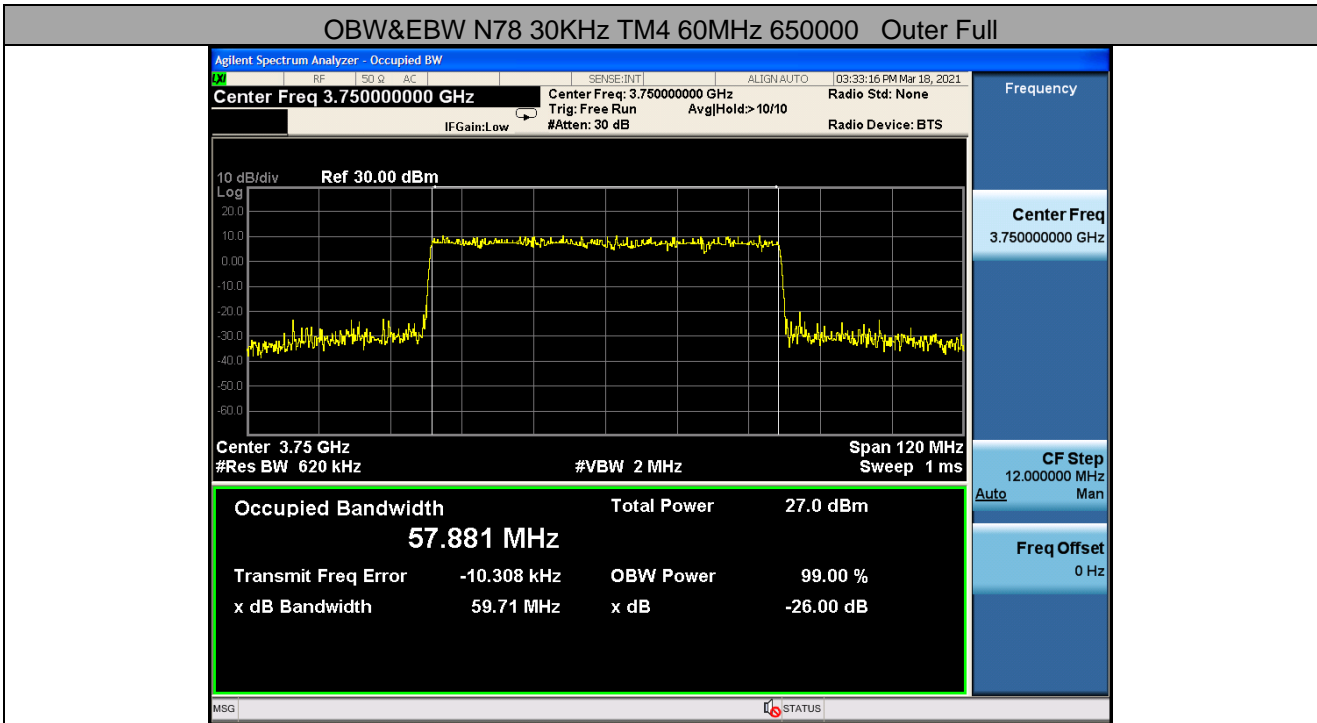 OBW&EBW N78 30KHz TM4 60MHz 650000 Outer Full
Agilent Spectrum Analyzer - Occupied BW
LXI RF 50 Ω AC SENSE:INT ALIGN AUTO 03:33:16 PM Mar 18, 2021
Center Freq 3.750000000 GHz
Center Freq: 3.750000000 GHz
Radio Std: None
Trig: Free Run Avg|Hold:> 10/10
IFGain:Low #Atten: 30 dB Radio Device: BTS
10 dB/div Ref 30.00 dBm
Log
20.0
10.0
0.00
-10.0
-20.0
-30.0
-40.0
-50.0
-60.0
Center 3.75 GHz Span 120 MHz
#Res BW 620 kHz #VBW 2 MHz Sweep 1 ms
Occupied Bandwidth Total Power 27.0 dBm
57.881 MHz
Transmit Freq Error -10.308 kHz OBW Power 99.00 %
x dB Bandwidth 59.71 MHz x dB -26.00 dB
Frequency
Center Freq
3.750000000 GHz
CF Step
12.000000 MHz
Auto Man
Freq Offset
0 Hz
MSG STATUS